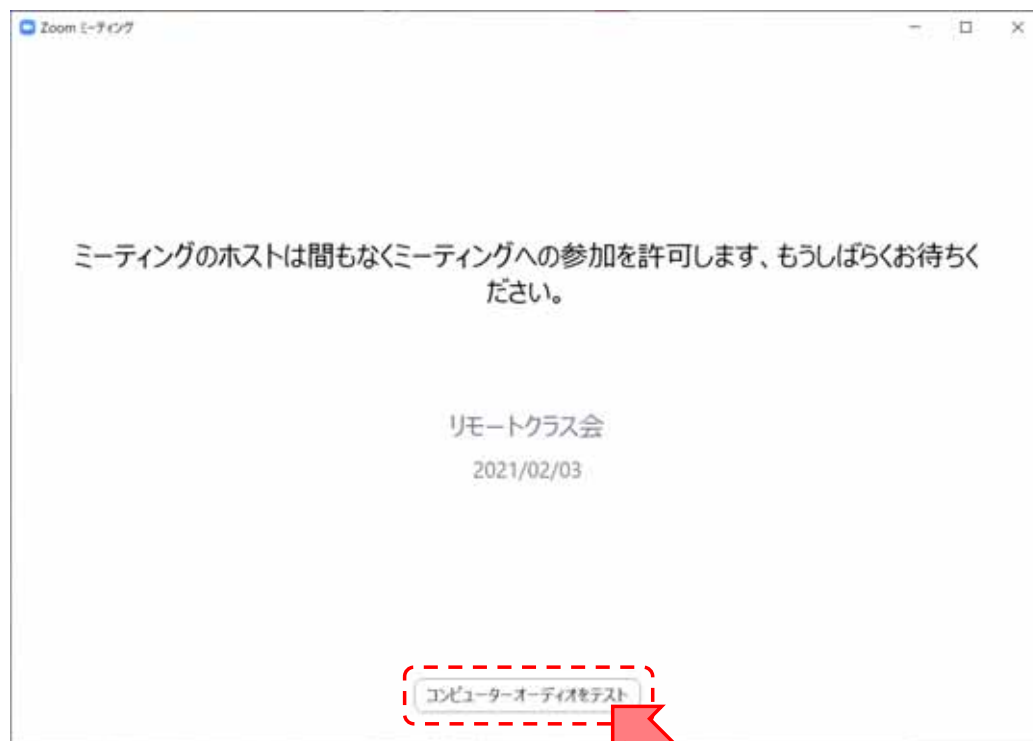 Zoom ミーティング
ミーティングのホストは間もなくミーティングへの参加を許可します、もうしばらくお待ちく
ださい。
リモートクラス会
2021/02/03
コンピューターオーディオをテスト